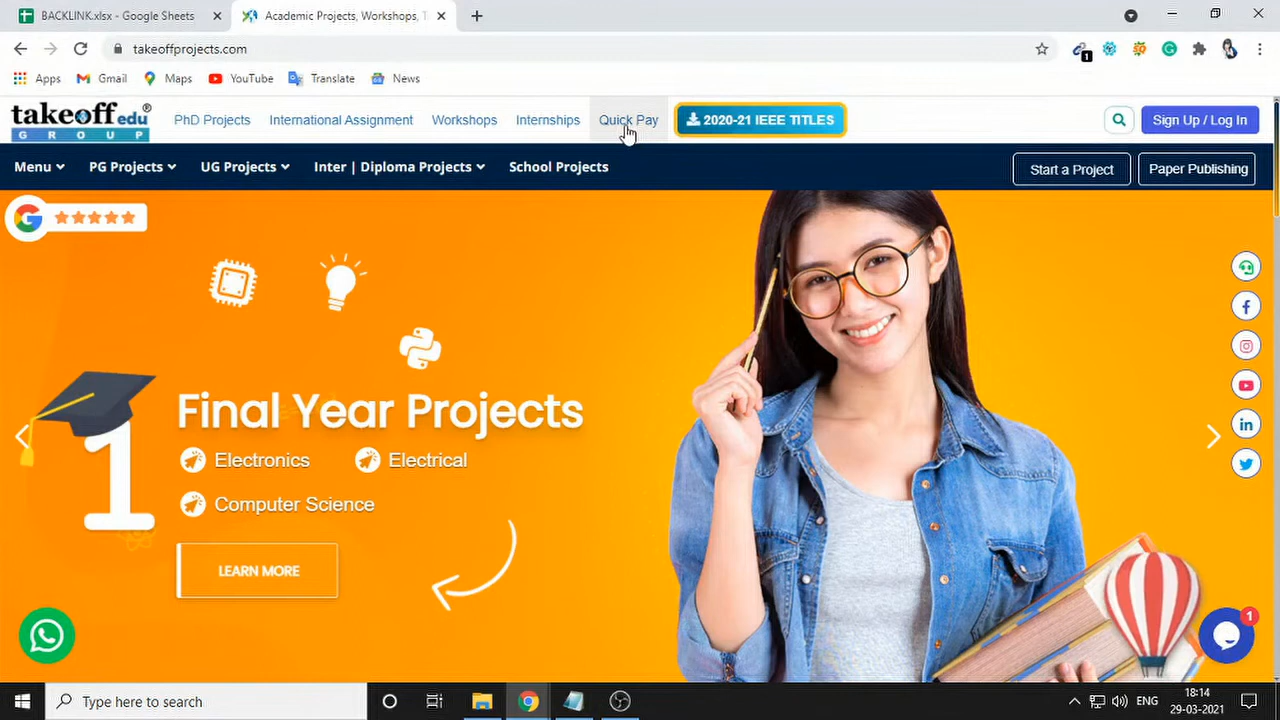 BACKLINK.xlsx - Google Sheets
Academic Projects, Workshops, T
takeoffprojects.com
1
Apps
Gmail
Maps
YouTube
Translate
News
takeoff edu®
GROUP
PhD Projects
International Assignment
Workshops
Internships
Quick Pay
2020-21 IEEE TITLES
Sign Up / Log In
Menu
PG Projects
UG Projects
Inter | Diploma Projects
School Projects
Start a Project
Paper Publishing
1
Final Year Projects
Electronics
Electrical
Computer Science
LEARN MORE
1
Type here to search
ENG
18:14
29-03-2021